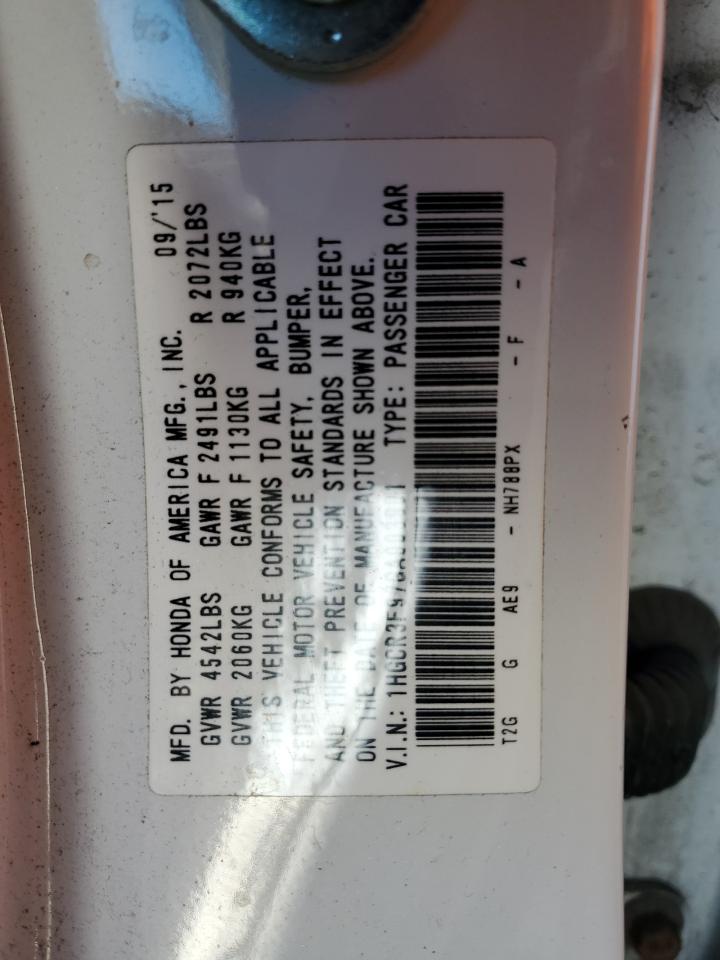 MFD. BY HONDA OF AMERICA MFG., INC. 09/'15
GVWR 4542LBS GAWR F 2491LBS R 2072LBS
GVWR 2060KG GAWR F 1130KG R 940KG
THIS VEHICLE CONFORMS TO ALL APPLICABLE
FEDERAL MOTOR VEHICLE SAFETY, BUMPER,
AND THEFT PREVENTION STANDARDS IN EFFECT
ON THE DATE OF MANUFACTURE SHOWN ABOVE.
V.I.N.: TYPE: PASSENGER CAR
T2G G AE9 - NH788PX - F - A